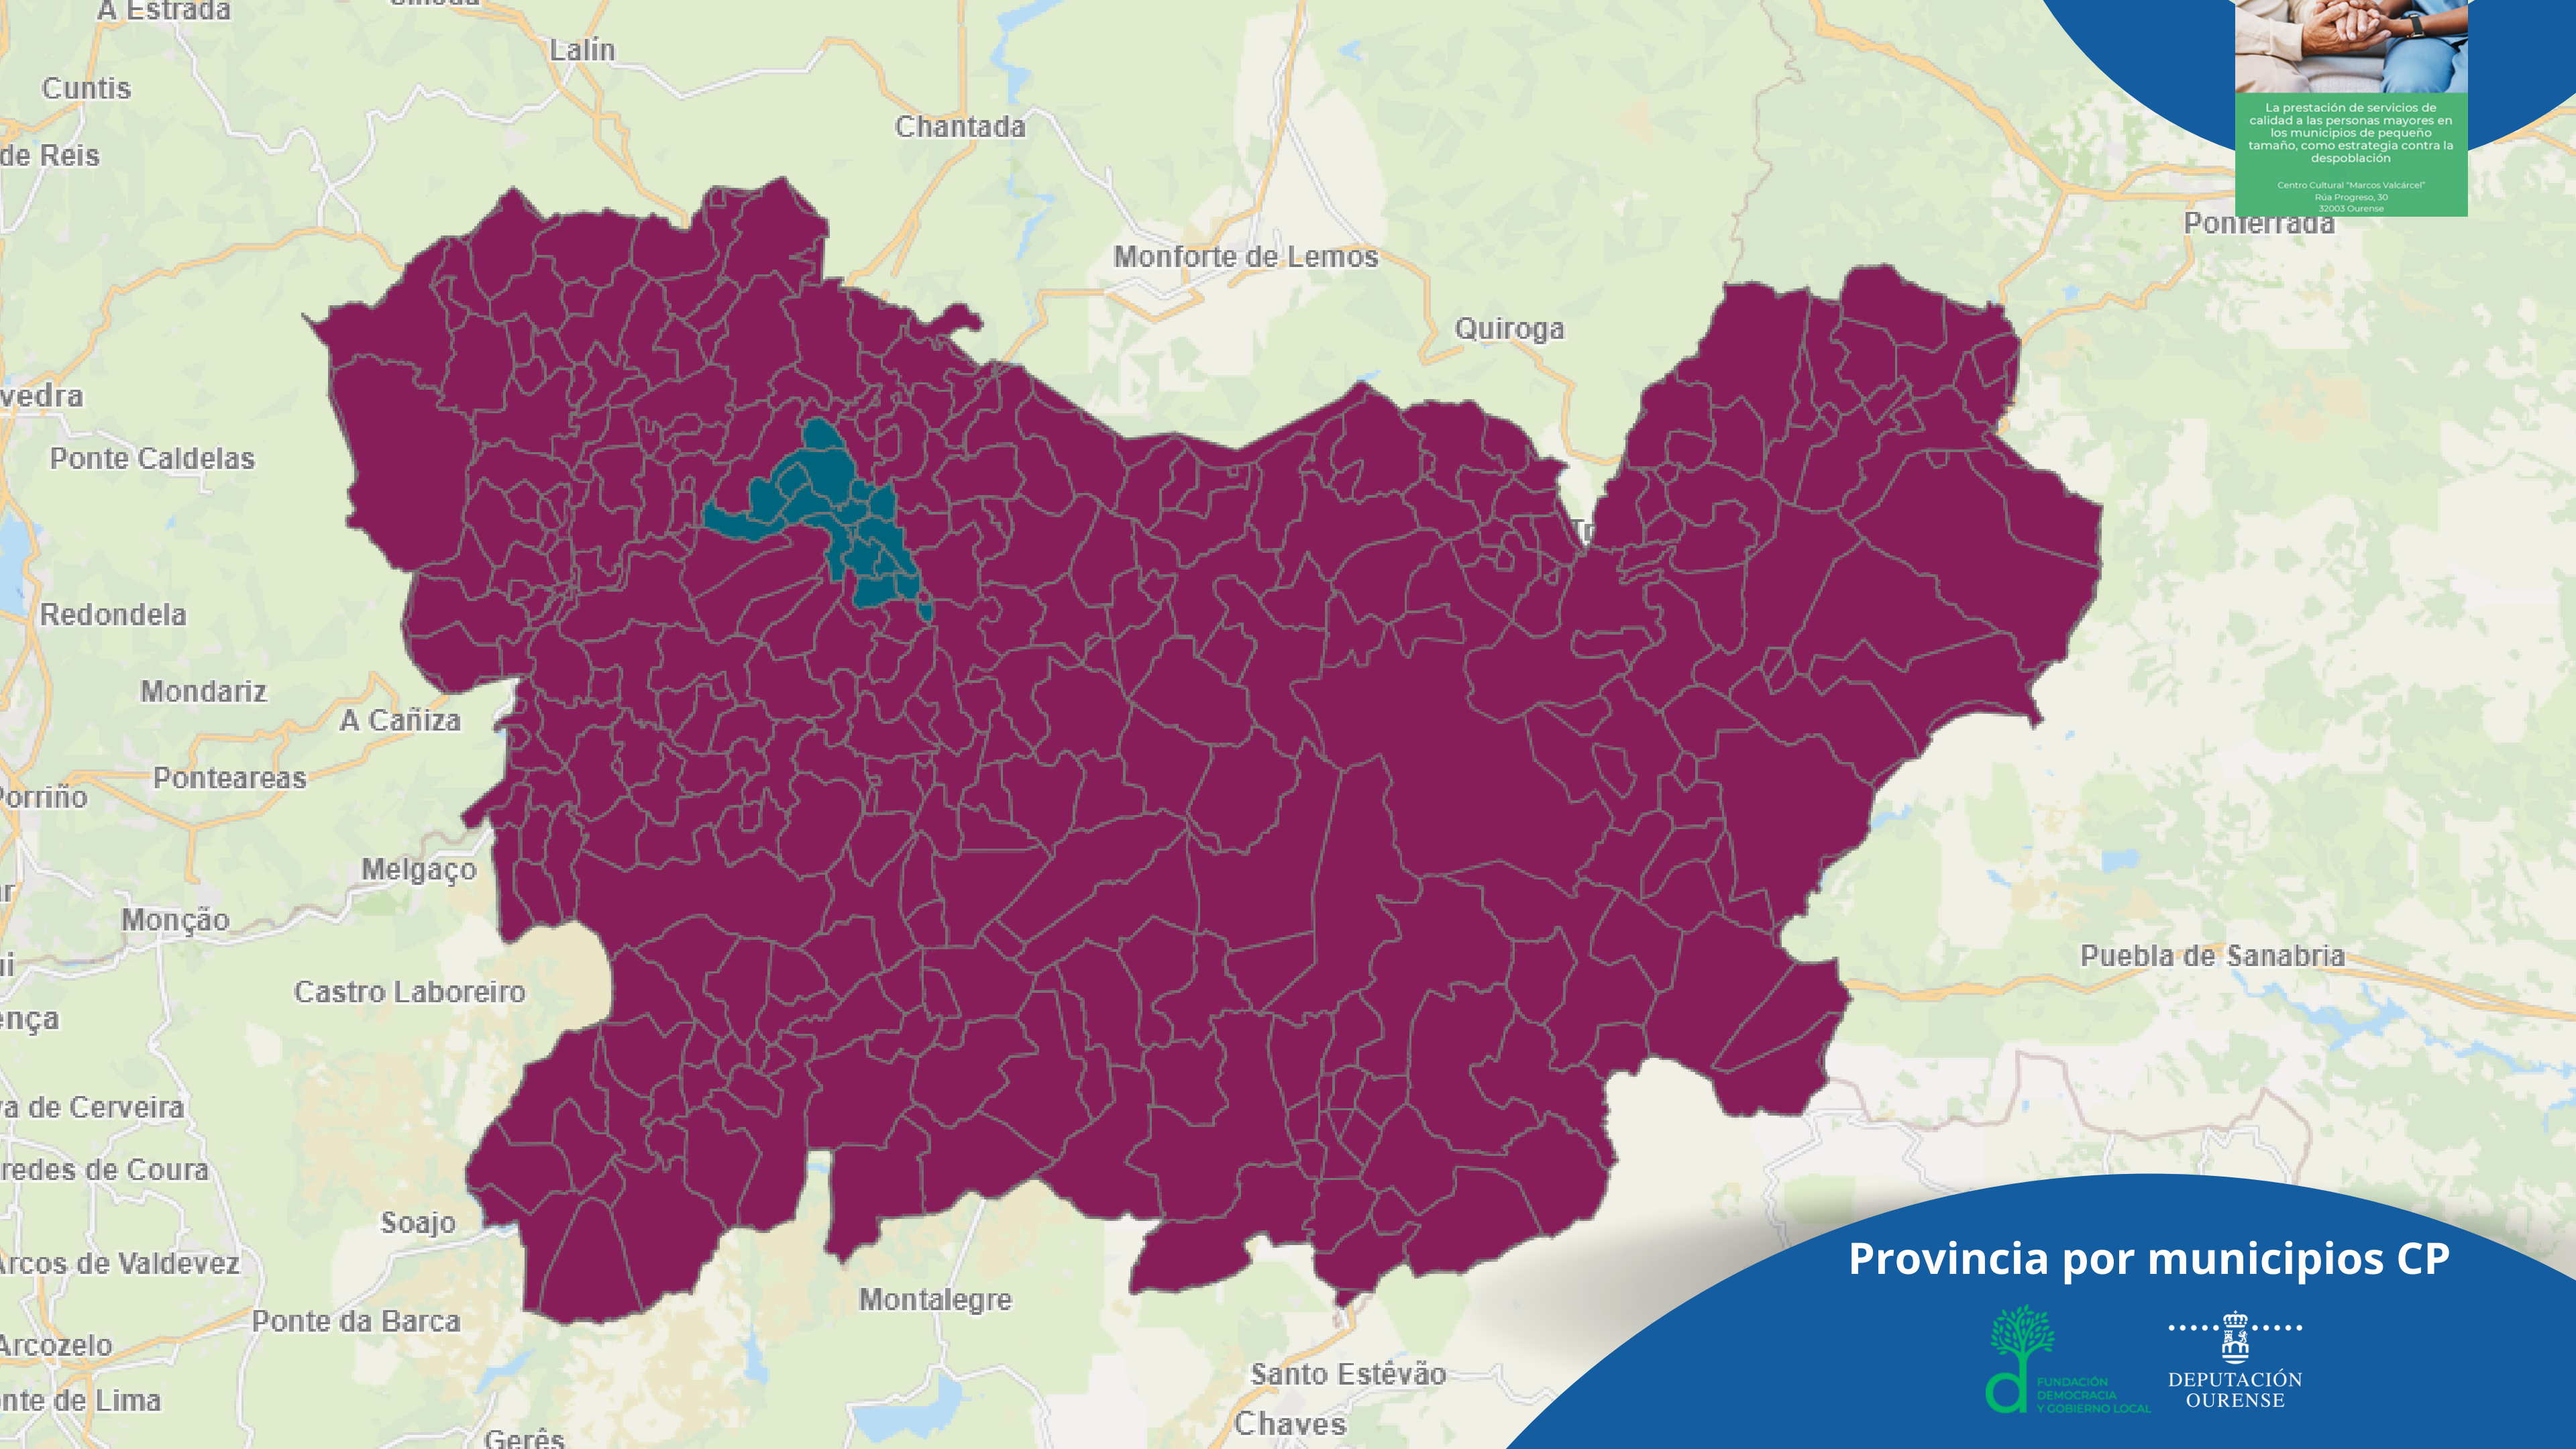 A Estrada
Lalín
Cuntis
Chantada
de Reis
La prestación de servicios de
calidad a las personas mayores en
los municipios de pequeño
tamaño, como estrategia contra la
despoblación
Centro Cultural "Marcos Valcárcel"
Rúa Progreso, 30
32003 Ourense
Ponferrada
Monforte de Lemos
Quiroga
vedra
Ponte Caldelas
Tr
Redondela
Mondariz
A Cañiza
Ponteareas
Porriño
Melgaço
Monção
Puebla de Sanabria
Castro Laboreiro
ença
va de Cerveira
redes de Coura
Soajo
Arcos de Valdevez
Provincia por municipios CP
Montalegre
Ponte da Barca
Arcozelo
Santo Estêvão
FUNDACIÓN
DEMOCRACIA
Y GOBIERNO LOCAL
DEPUTACIÓN
OURENSE
nte de Lima
Chaves
Gerês